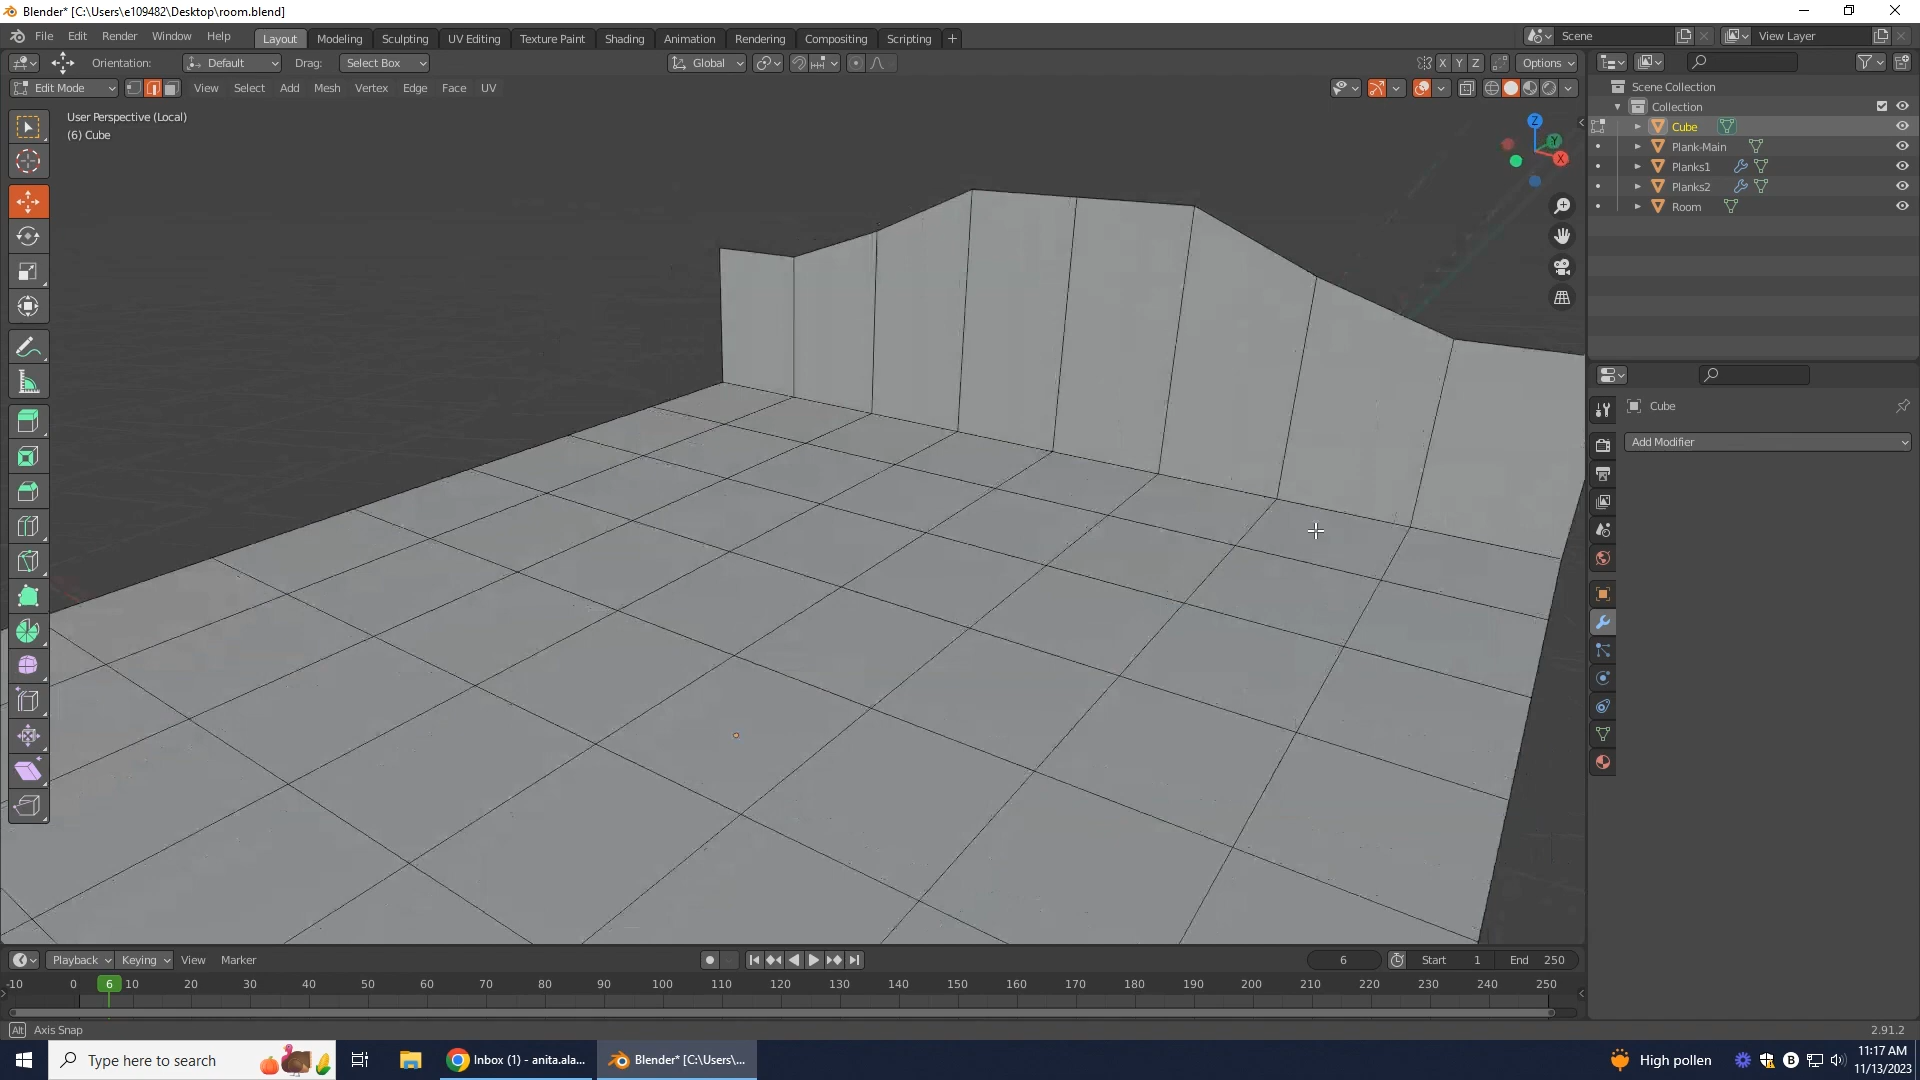 Blender* [C:\Users\e109482\Desktop\room.blend]
File Edit Render Window Help Layout Modeling Sculpting UV Editing Texture Paint Shading Animation Rendering Compositing Scripting + Scene View Layer
Orientation: Default Drag: Select Box Global X Y Z Options
Edit Mode View Select Add Mesh Vertex Edge Face UV
User Perspective (Local)
(6) Cube
Z
Y
X
Scene Collection
Collection
Cube
Plank-Main
Planks1
Planks2
Room
Cube
Add Modifier
Playback Keying View Marker 6 Start 1 End 250
-10 0 6 10 20 30 40 50 60 70 80 90 100 110 120 130 140 150 160 170 180 190 200 210 220 230 240 250
Alt Axis Snap 2.91.2
Type here to search Inbox (1) - anita.ala... Blender* [C:\Users\... High pollen B 11:17 AM
11/13/2023